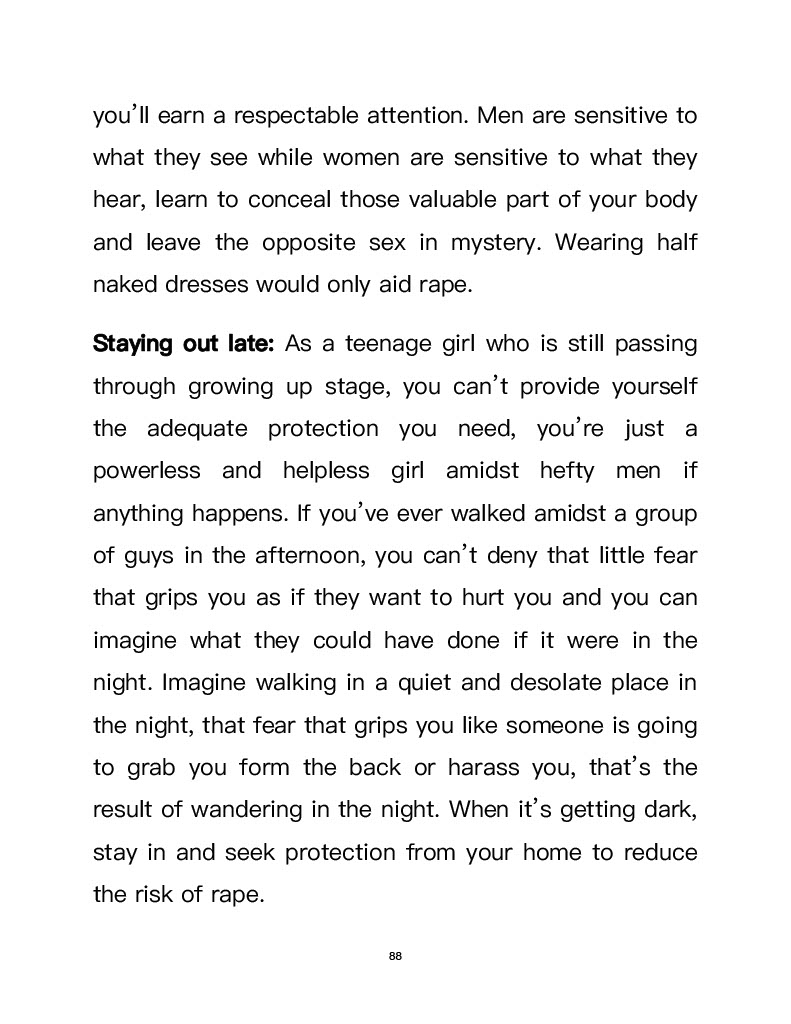 you’ll earn a respectable attention. Men are sensitive to
what they see while women are sensitive to what they
hear, learn to conceal those valuable part of your body
and leave the opposite sex in mystery. Wearing half
naked dresses would only aid rape.
Staying out late: As a teenage girl who is still passing
through growing up stage, you can’t provide yourself
the adequate protection you need, you’re just a
powerless and helpless girl amidst hefty men if
anything happens. If you’ve ever walked amidst a group
of guys in the afternoon, you can’t deny that little fear
that grips you as if they want to hurt you and you can
imagine what they could have done if it were in the
night. Imagine walking in a quiet and desolate place in
the night, that fear that grips you like someone is going
to grab you form the back or harass you, that’s the
result of wandering in the night. When it’s getting dark,
stay in and seek protection from your home to reduce
the risk of rape.
88